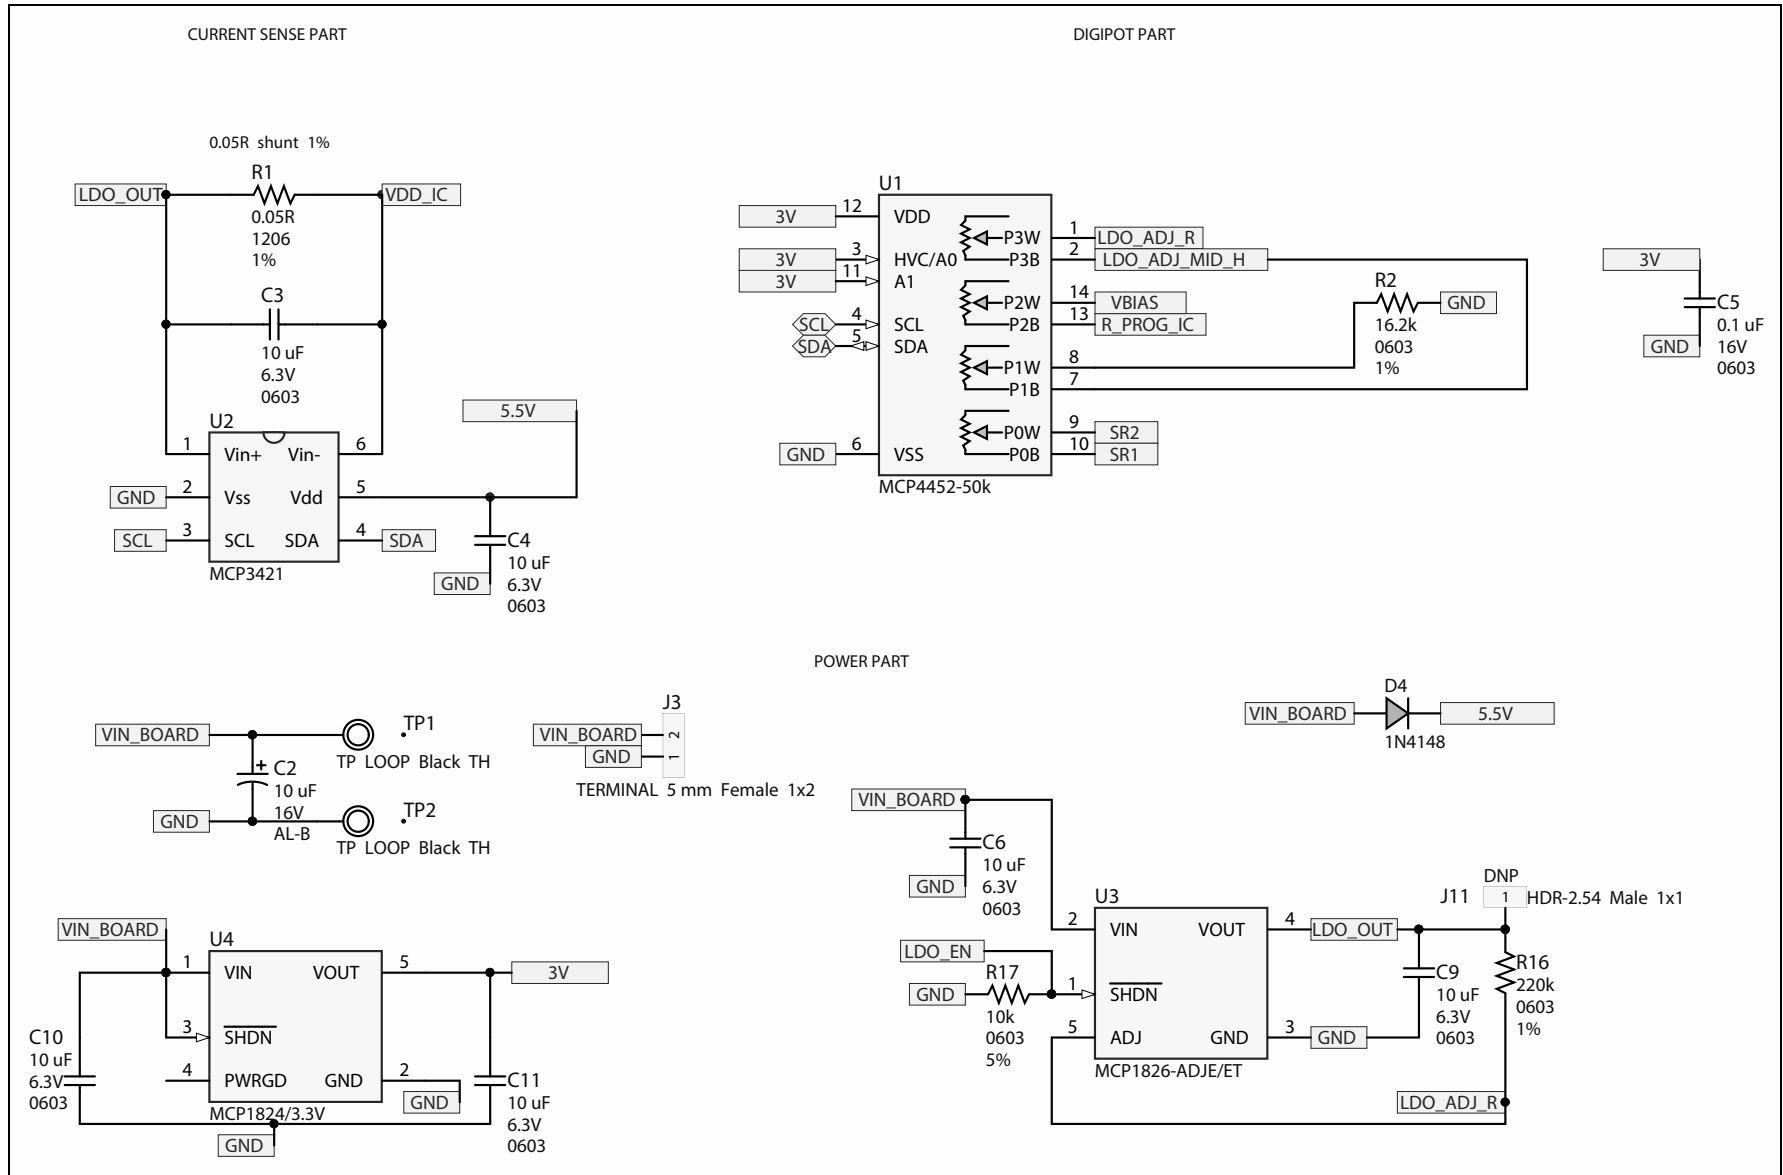 CURRENT SENSE PART
DIGIPOT PART
0.05R shunt 1%
R1
LDO_OUT
VDD_IC
0.05R
1206
1%
C3
10 uF
6.3V
0603
U2
5.5V
1 Vin+ Vin- 6
GND 2 Vss Vdd 5
SCL 3 SCL SDA 4 SDA
MCP3421
C4
10 uF
6.3V
0603
GND
U1
3V 12 VDD
3V 3 HVC/A0
3V 11 A1
SCL 4 SCL
SDA 5 SDA
GND 6 VSS
P3W 1 LDO_ADJ_R
P3B 2 LDO_ADJ_MID_H
P2W 14 VBIAS
P2B 13 R_PROG_IC
P1W 8
P1B 7
P0W 9 SR2
P0B 10 SR1
MCP4452-50k
R2
GND
16.2k
0603
1%
3V
C5
0.1 uF
16V
0603
GND
POWER PART
VIN_BOARD
TP1
TP LOOP Black TH
C2
10 uF
16V
AL-B
GND
TP2
TP LOOP Black TH
J3
VIN_BOARD 2
GND 1
TERMINAL 5 mm Female 1x2
D4
VIN_BOARD
5.5V
1N4148
VIN_BOARD
U4
1 VIN VOUT 5 3V
3 SHDN
4 PWRGD GND 2
GND
MCP1824/3.3V
GND
C10
10 uF
6.3V
0603
C11
10 uF
6.3V
0603
VIN_BOARD
C6
10 uF
6.3V
0603
GND
U3
2 VIN VOUT 4 LDO_OUT
LDO_EN
GND
R17
10k
0603
5%
1 SHDN
5 ADJ GND 3 GND
MCP1826-ADJE/ET
DNP
J11 1 HDR-2.54 Male 1x1
C9
10 uF
6.3V
0603
R16
220k
0603
1%
LDO_ADJ_R